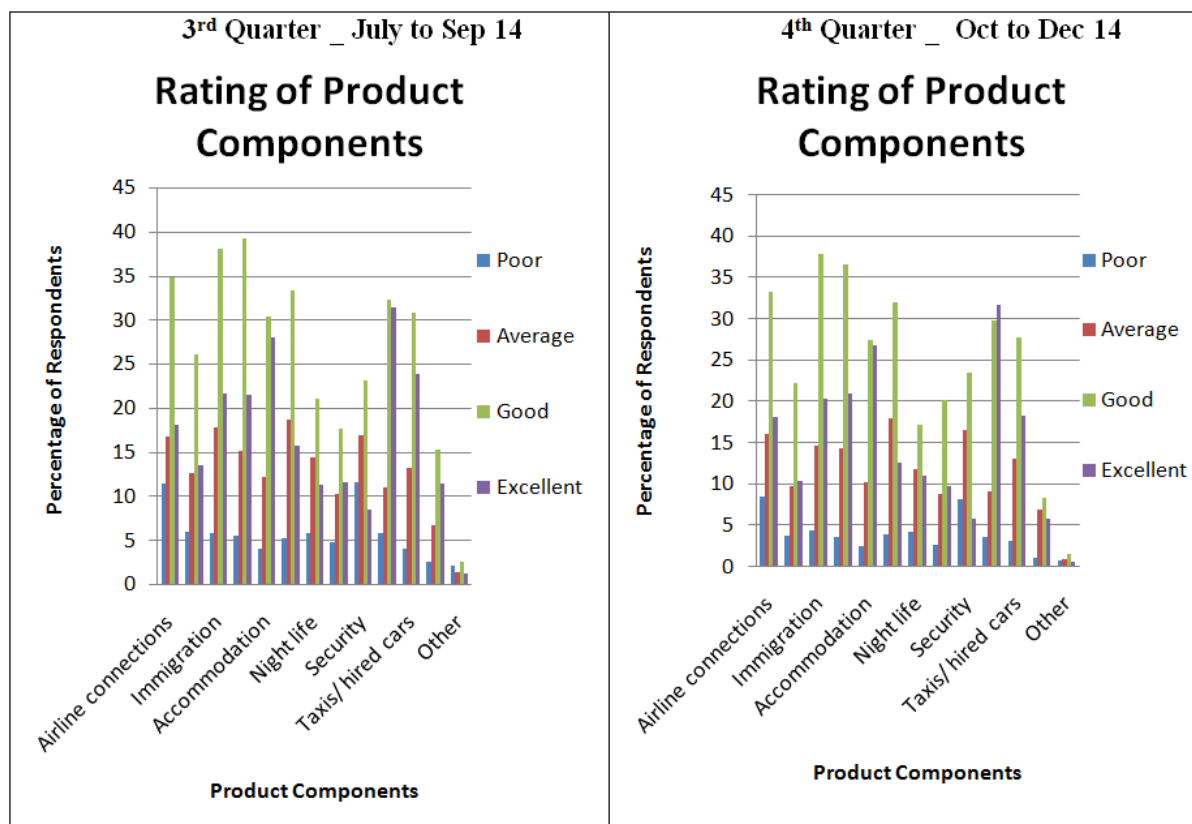 3rd Quarter _ July to Sep 14
Rating of Product
Components
Percentage of Respondents
45
40
35
30
25
20
15
10
5
0
Poor
Average
Good
Excellent
Airline connections
Immigration
Accommodation
Night life
Security
Taxis/ hired cars
Other
Product Components
4th Quarter _ Oct to Dec 14
Rating of Product
Components
Percentage of Respondents
45
40
35
30
25
20
15
10
5
0
Poor
Average
Good
Excellent
Airline connections
Immigration
Accommodation
Night life
Security
Taxis/ hired cars
Other
Product Components